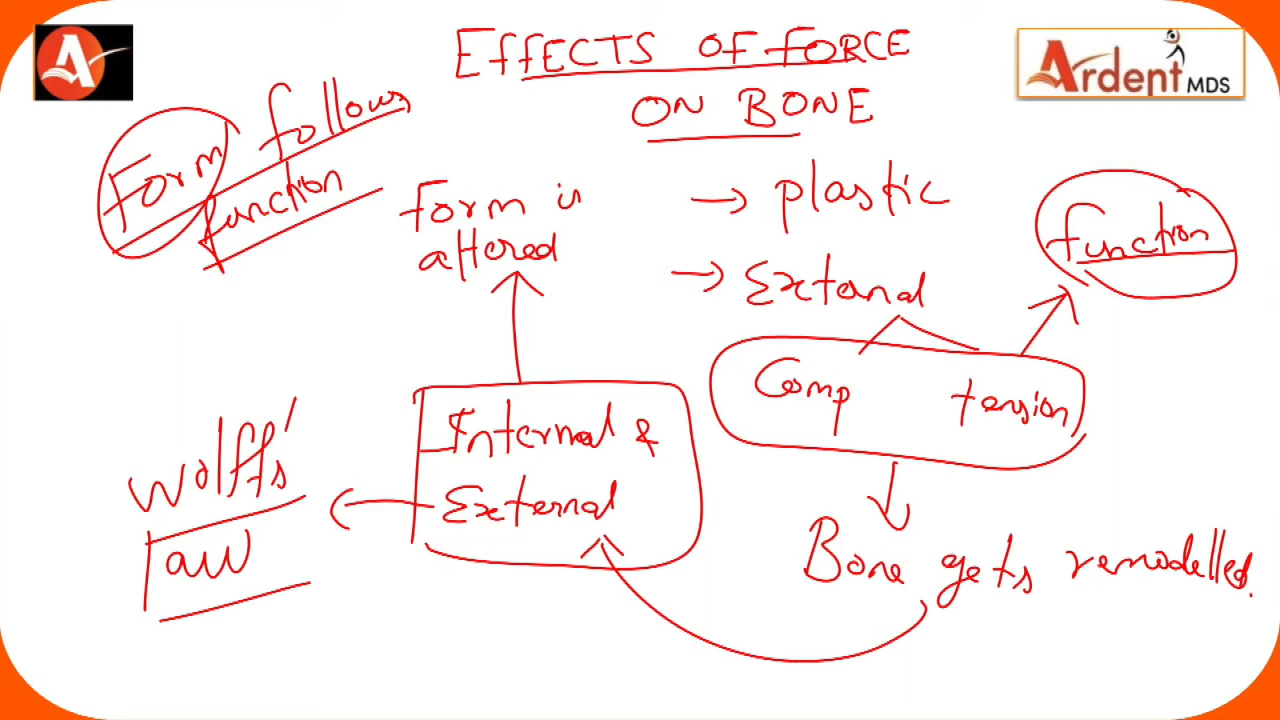 EffECTS OF FORCE
ON BONE
Ardent MDS
Form follows
function
Form is
altered
→ plastic
→ External
function
Comp tension
Internal &
External
Wolffs'
law
Bone gets remodelled.